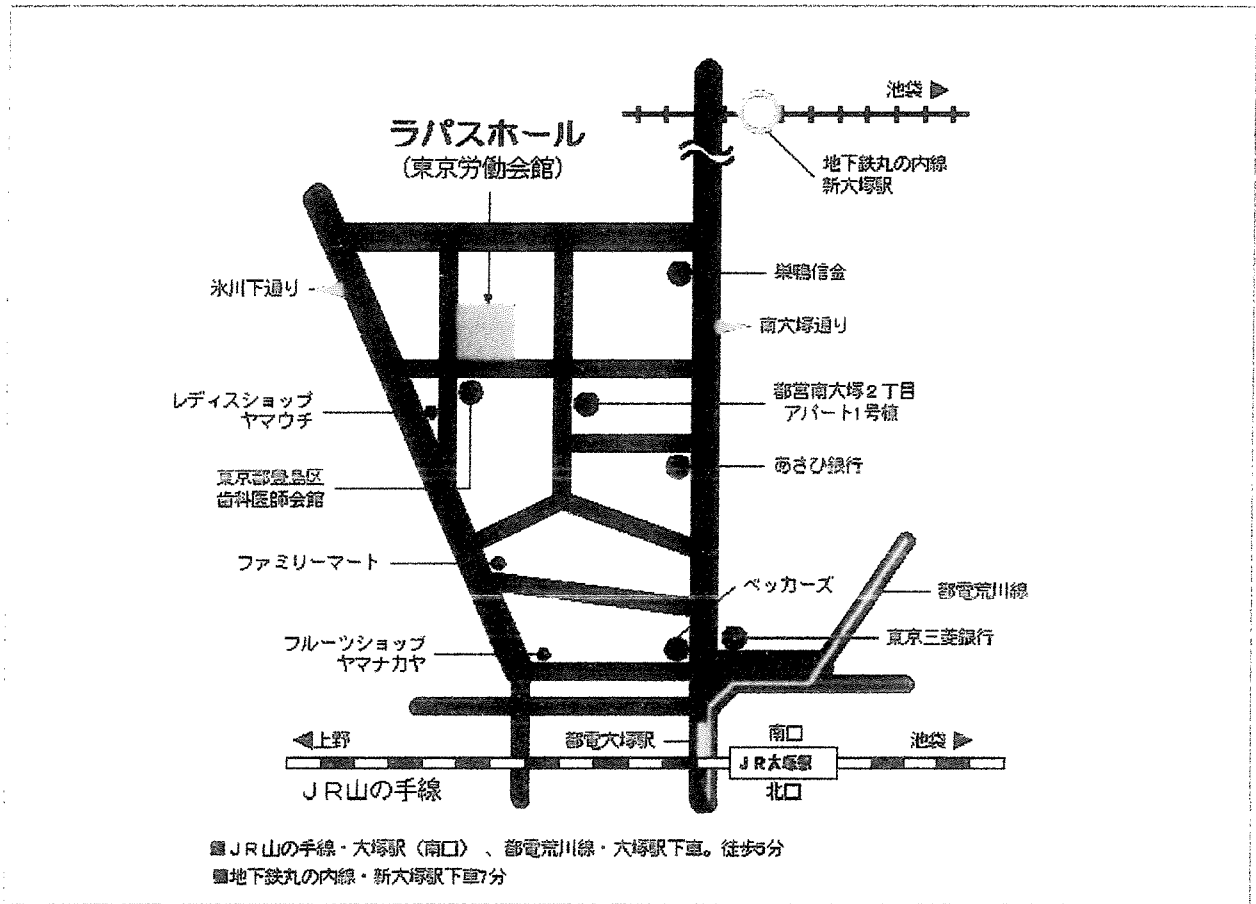 池袋
ラパスホール
(東京労働会館)
地下鉄丸の内線
新大塚駅
巣鴨信金
氷川下通り
南大塚通り
レディスショップ
ヤマウチ
都営南大塚2丁目
アパート1号棟
あさひ銀行
東京都豊島区
歯科医師会館
ファミリーマート
ベッカーズ
都電荒川線
フルーツショップ
ヤマナカヤ
東京三菱銀行
上野
都電大塚駅
南口
池袋
JR大塚駅
JR山の手線
北口
■JR山の手線・大塚駅(南口)、都電荒川線・大塚駅下車。徒歩5分
■地下鉄丸の内線・新大塚駅下車7分